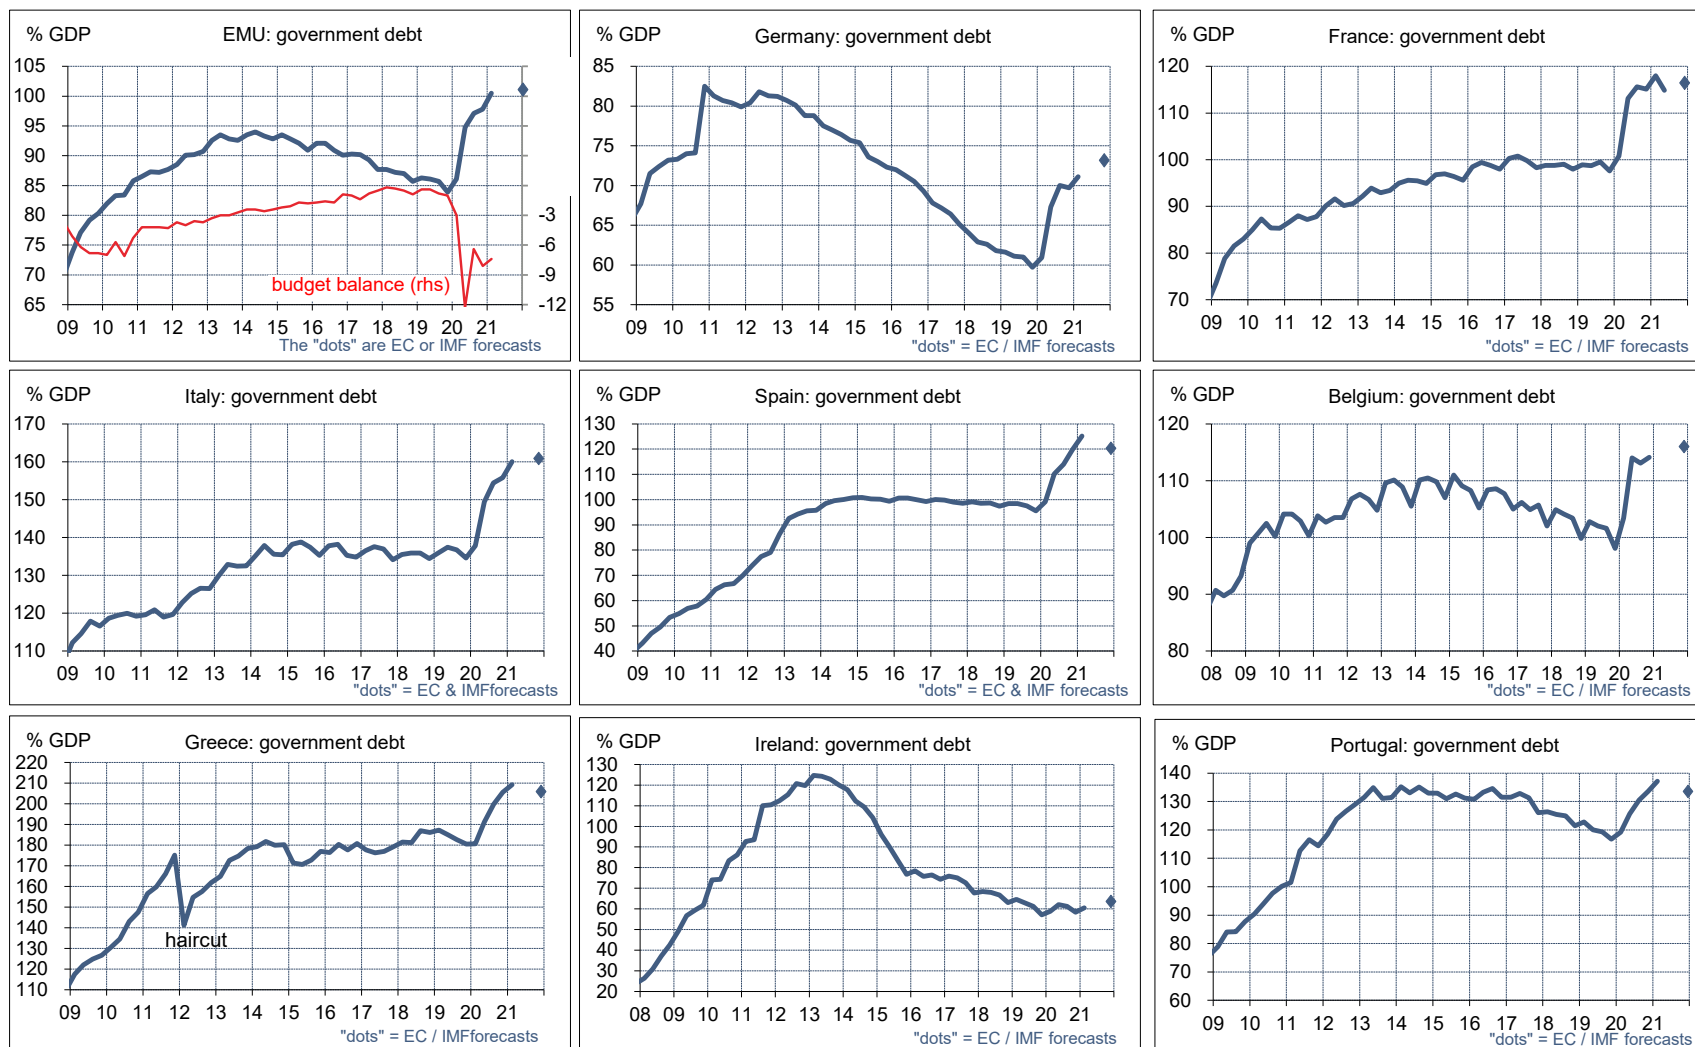 % GDP
EMU: government debt
105
100
95
90
85
80
75
70
65
-3
-6
-9
-12
budget balance (rhs)
09 10 11 12 13 14 15 16 17 18 19 20 21
The "dots" are EC or IMF forecasts
% GDP
Germany: government debt
85
80
75
70
65
60
55
09 10 11 12 13 14 15 16 17 18 19 20 21
"dots" = EC / IMF forecasts
% GDP
France: government debt
120
110
100
90
80
70
09 10 11 12 13 14 15 16 17 18 19 20 21
"dots" = EC / IMF forecasts
% GDP
Italy: government debt
170
160
150
140
130
120
110
09 10 11 12 13 14 15 16 17 18 19 20 21
"dots" = EC & IMFforecasts
% GDP
Spain: government debt
130
120
110
100
90
80
70
60
50
40
09 10 11 12 13 14 15 16 17 18 19 20 21
"dots" = EC & IMF forecasts
% GDP
Belgium: government debt
120
110
100
90
80
08 09 10 11 12 13 14 15 16 17 18 19 20 21
"dots" = EC / IMF forecasts
% GDP
Greece: government debt
220
210
200
190
180
170
160
150
140
130
120
110
haircut
09 10 11 12 13 14 15 16 17 18 19 20 21
"dots" = EC / IMFforecasts
% GDP
Ireland: government debt
130
120
110
100
90
80
70
60
50
40
30
20
08 09 10 11 12 13 14 15 16 17 18 19 20 21
"dots" = EC / IMF forecasts
% GDP
Portugal: government debt
140
130
120
110
100
90
80
70
60
09 10 11 12 13 14 15 16 17 18 19 20 21
"dots" = EC / IMF forecasts